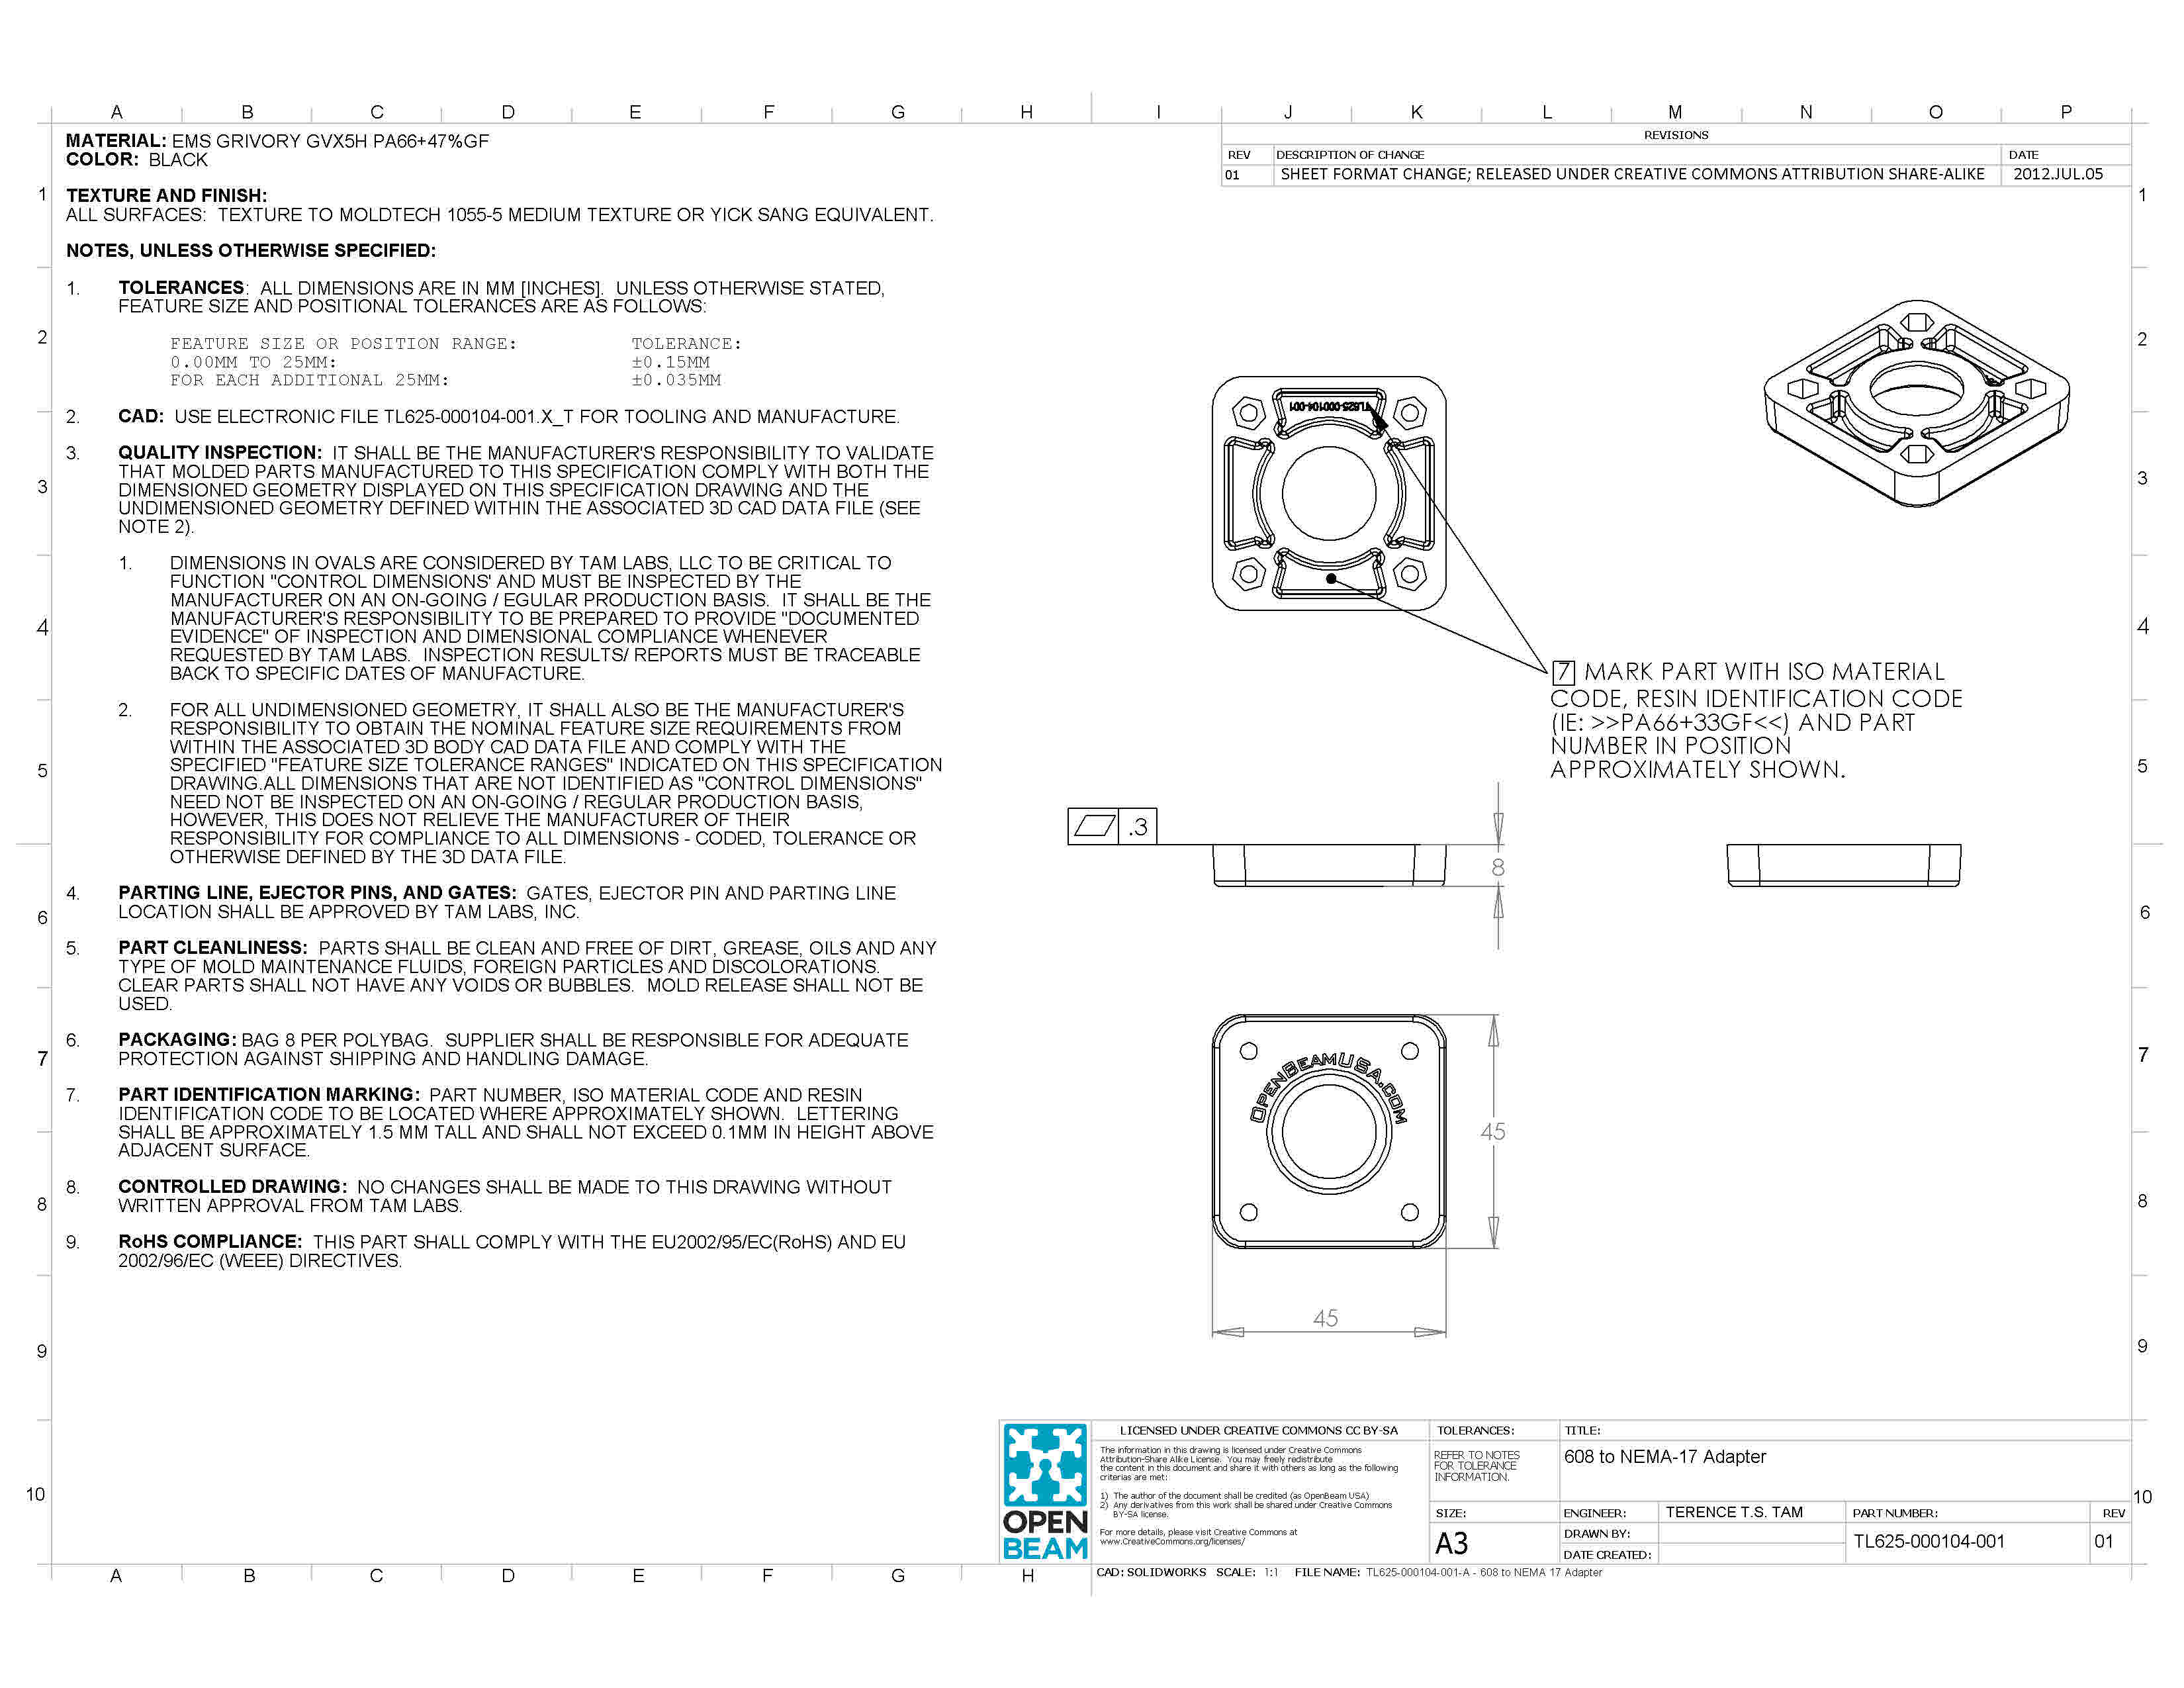 A B C D E F G H I J K L M N O P
MATERIAL: EMS GRIVORY GVX5H PA66+47%GF
COLOR: BLACK
TEXTURE AND FINISH:
ALL SURFACES: TEXTURE TO MOLDTECH 1055-5 MEDIUM TEXTURE OR YICK SANG EQUIVALENT.
NOTES, UNLESS OTHERWISE SPECIFIED:
1. TOLERANCES: ALL DIMENSIONS ARE IN MM [INCHES]. UNLESS OTHERWISE STATED,
FEATURE SIZE AND POSITIONAL TOLERANCES ARE AS FOLLOWS:
FEATURE SIZE OR POSITION RANGE: TOLERANCE:
0.00MM TO 25MM: ±0.15MM
FOR EACH ADDITIONAL 25MM: ±0.035MM
2. CAD: USE ELECTRONIC FILE TL625-000104-001.X_T FOR TOOLING AND MANUFACTURE.
3. QUALITY INSPECTION: IT SHALL BE THE MANUFACTURER'S RESPONSIBILITY TO VALIDATE
THAT MOLDED PARTS MANUFACTURED TO THIS SPECIFICATION COMPLY WITH BOTH THE
DIMENSIONED GEOMETRY DISPLAYED ON THIS SPECIFICATION DRAWING AND THE
UNDIMENSIONED GEOMETRY DEFINED WITHIN THE ASSOCIATED 3D CAD DATA FILE (SEE
NOTE 2).
1. DIMENSIONS IN OVALS ARE CONSIDERED BY TAM LABS, LLC TO BE CRITICAL TO
FUNCTION "CONTROL DIMENSIONS' AND MUST BE INSPECTED BY THE
MANUFACTURER ON AN ON-GOING / EGULAR PRODUCTION BASIS. IT SHALL BE THE
MANUFACTURER'S RESPONSIBILITY TO BE PREPARED TO PROVIDE "DOCUMENTED
EVIDENCE" OF INSPECTION AND DIMENSIONAL COMPLIANCE WHENEVER
REQUESTED BY TAM LABS. INSPECTION RESULTS/ REPORTS MUST BE TRACEABLE
BACK TO SPECIFIC DATES OF MANUFACTURE.
2. FOR ALL UNDIMENSIONED GEOMETRY, IT SHALL ALSO BE THE MANUFACTURER'S
RESPONSIBILITY TO OBTAIN THE NOMINAL FEATURE SIZE REQUIREMENTS FROM
WITHIN THE ASSOCIATED 3D BODY CAD DATA FILE AND COMPLY WITH THE
SPECIFIED "FEATURE SIZE TOLERANCE RANGES" INDICATED ON THIS SPECIFICATION
DRAWING.ALL DIMENSIONS THAT ARE NOT IDENTIFIED AS "CONTROL DIMENSIONS"
NEED NOT BE INSPECTED ON AN ON-GOING / REGULAR PRODUCTION BASIS,
HOWEVER, THIS DOES NOT RELIEVE THE MANUFACTURER OF THEIR
RESPONSIBILITY FOR COMPLIANCE TO ALL DIMENSIONS - CODED, TOLERANCE OR
OTHERWISE DEFINED BY THE 3D DATA FILE.
4. PARTING LINE, EJECTOR PINS, AND GATES: GATES, EJECTOR PIN AND PARTING LINE
LOCATION SHALL BE APPROVED BY TAM LABS, INC.
5. PART CLEANLINESS: PARTS SHALL BE CLEAN AND FREE OF DIRT, GREASE, OILS AND ANY
TYPE OF MOLD MAINTENANCE FLUIDS, FOREIGN PARTICLES AND DISCOLORATIONS.
CLEAR PARTS SHALL NOT HAVE ANY VOIDS OR BUBBLES. MOLD RELEASE SHALL NOT BE
USED.
6. PACKAGING: BAG 8 PER POLYBAG. SUPPLIER SHALL BE RESPONSIBLE FOR ADEQUATE
PROTECTION AGAINST SHIPPING AND HANDLING DAMAGE.
7. PART IDENTIFICATION MARKING: PART NUMBER, ISO MATERIAL CODE AND RESIN
IDENTIFICATION CODE TO BE LOCATED WHERE APPROXIMATELY SHOWN. LETTERING
SHALL BE APPROXIMATELY 1.5 MM TALL AND SHALL NOT EXCEED 0.1MM IN HEIGHT ABOVE
ADJACENT SURFACE.
8. CONTROLLED DRAWING: NO CHANGES SHALL BE MADE TO THIS DRAWING WITHOUT
WRITTEN APPROVAL FROM TAM LABS.
9. RoHS COMPLIANCE: THIS PART SHALL COMPLY WITH THE EU2002/95/EC(RoHS) AND EU
2002/96/EC (WEEE) DIRECTIVES.
1
2
3
4
5
6
7
8
9
10
REVISIONS
REV DESCRIPTION OF CHANGE DATE
01 SHEET FORMAT CHANGE; RELEASED UNDER CREATIVE COMMONS ATTRIBUTION SHARE-ALIKE 2012.JUL.05
TL625-000104-001
7 MARK PART WITH ISO MATERIAL
CODE, RESIN IDENTIFICATION CODE
(IE: >>PA66+33GF<<) AND PART
NUMBER IN POSITION
APPROXIMATELY SHOWN.
.3
8
OPENBEAMUSA.COM
45
45
1
2
3
4
5
6
7
8
9
10
OPEN
BEAM
LICENSED UNDER CREATIVE COMMONS CC BY-SA
The information in this drawing is licensed under Creative Commons
Attribution-Share Alike License. You may freely redistribute
the content in this document and share it with others as long as the following
criterias are met:
1) The author of the document shall be credited (as OpenBeam USA)
2) Any derivatives from this work shall be shared under Creative Commons
BY-SA license.
For more details, please visit Creative Commons at
www.CreativeCommons.org/licenses/
TOLERANCES:
REFER TO NOTES
FOR TOLERANCE
INFORMATION.
SIZE:
A3
TITLE:
608 to NEMA-17 Adapter
ENGINEER: TERENCE T.S. TAM
DRAWN BY:
DATE CREATED:
PART NUMBER: REV
TL625-000104-001 01
CAD: SOLIDWORKS SCALE: 1:1 FILE NAME: TL625-000104-001-A - 608 to NEMA 17 Adapter
A B C D E F G H